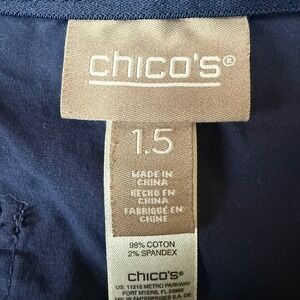 chico's®
1.5
MADE IN
CHINA
HECHO EN
CHINA
FABRIQUÉ EN
CHINE
98% COTON
2% SPANDEX
chico's®
US: 11215 METRO PARKWAY
FORT MYERS, FL 33966